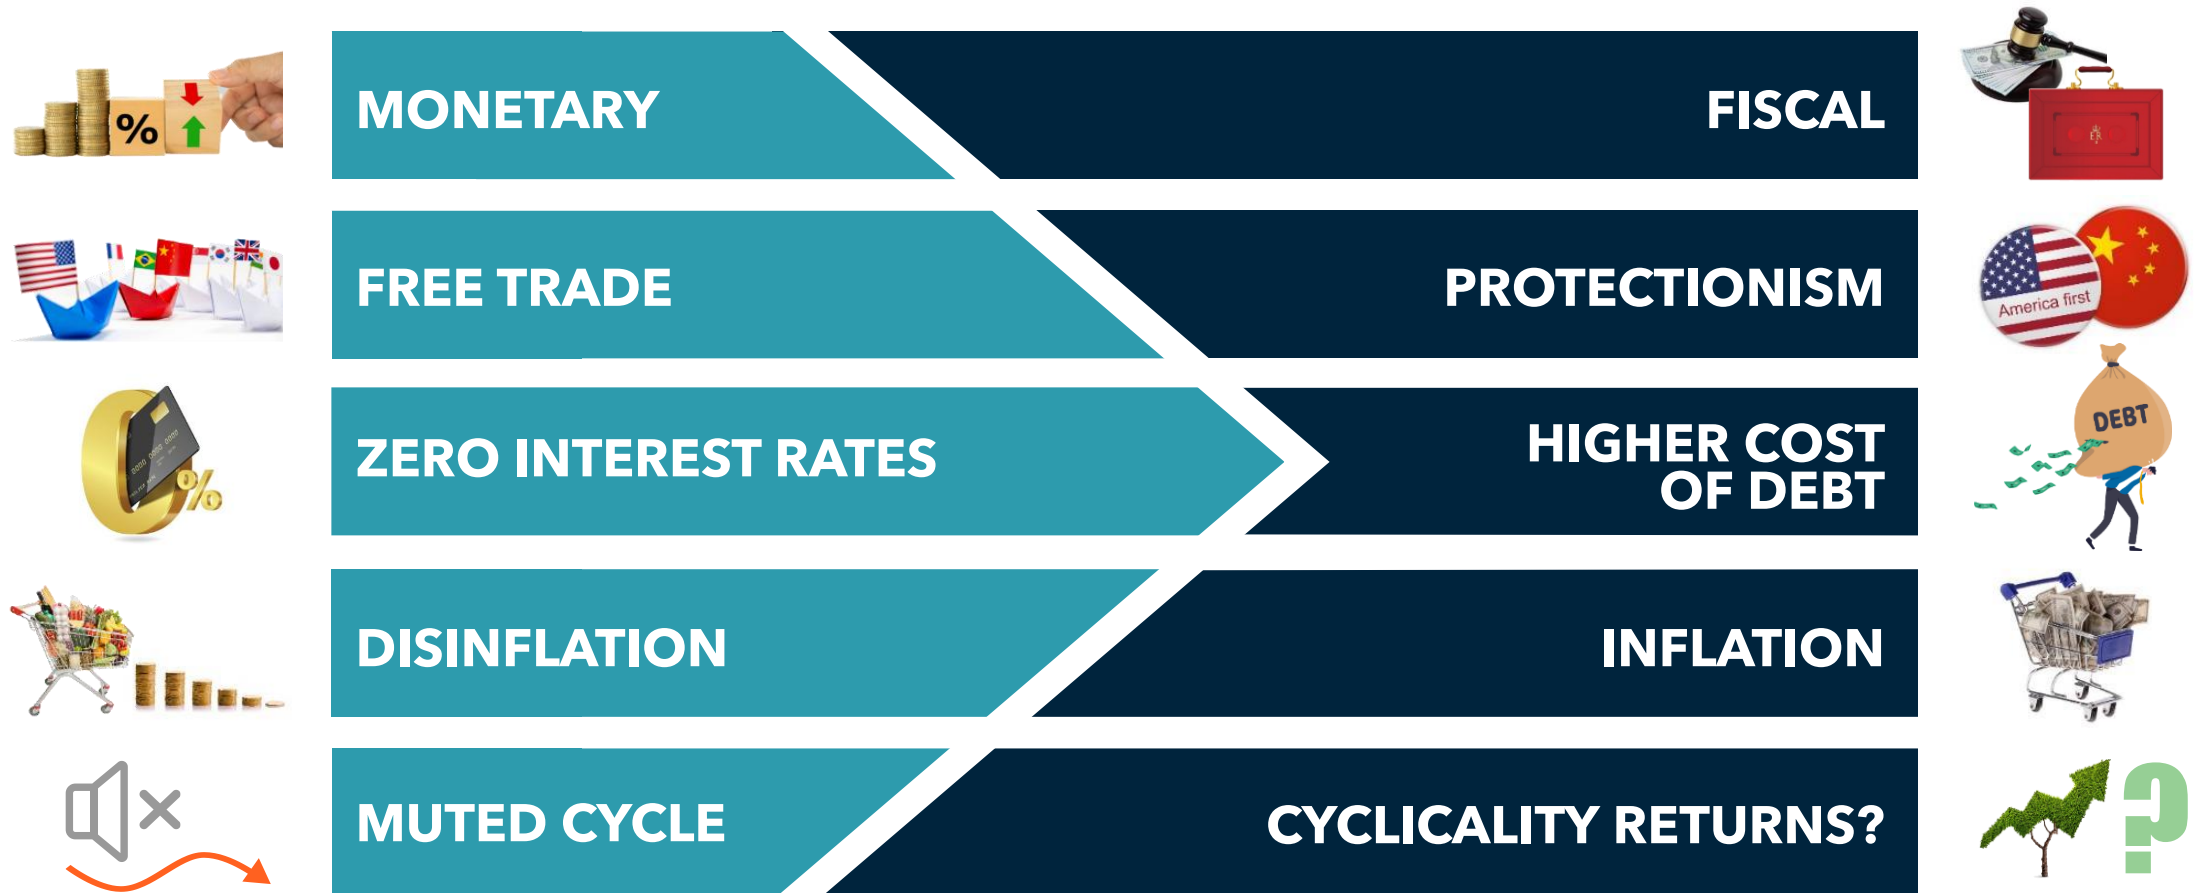 MONETARY
FISCAL
%
FREE TRADE
PROTECTIONISM
America first
ZERO INTEREST RATES
HIGHER COST
OF DEBT
0%
DEBT
DISINFLATION
INFLATION
MUTED CYCLE
CYCLICALITY RETURNS?
?